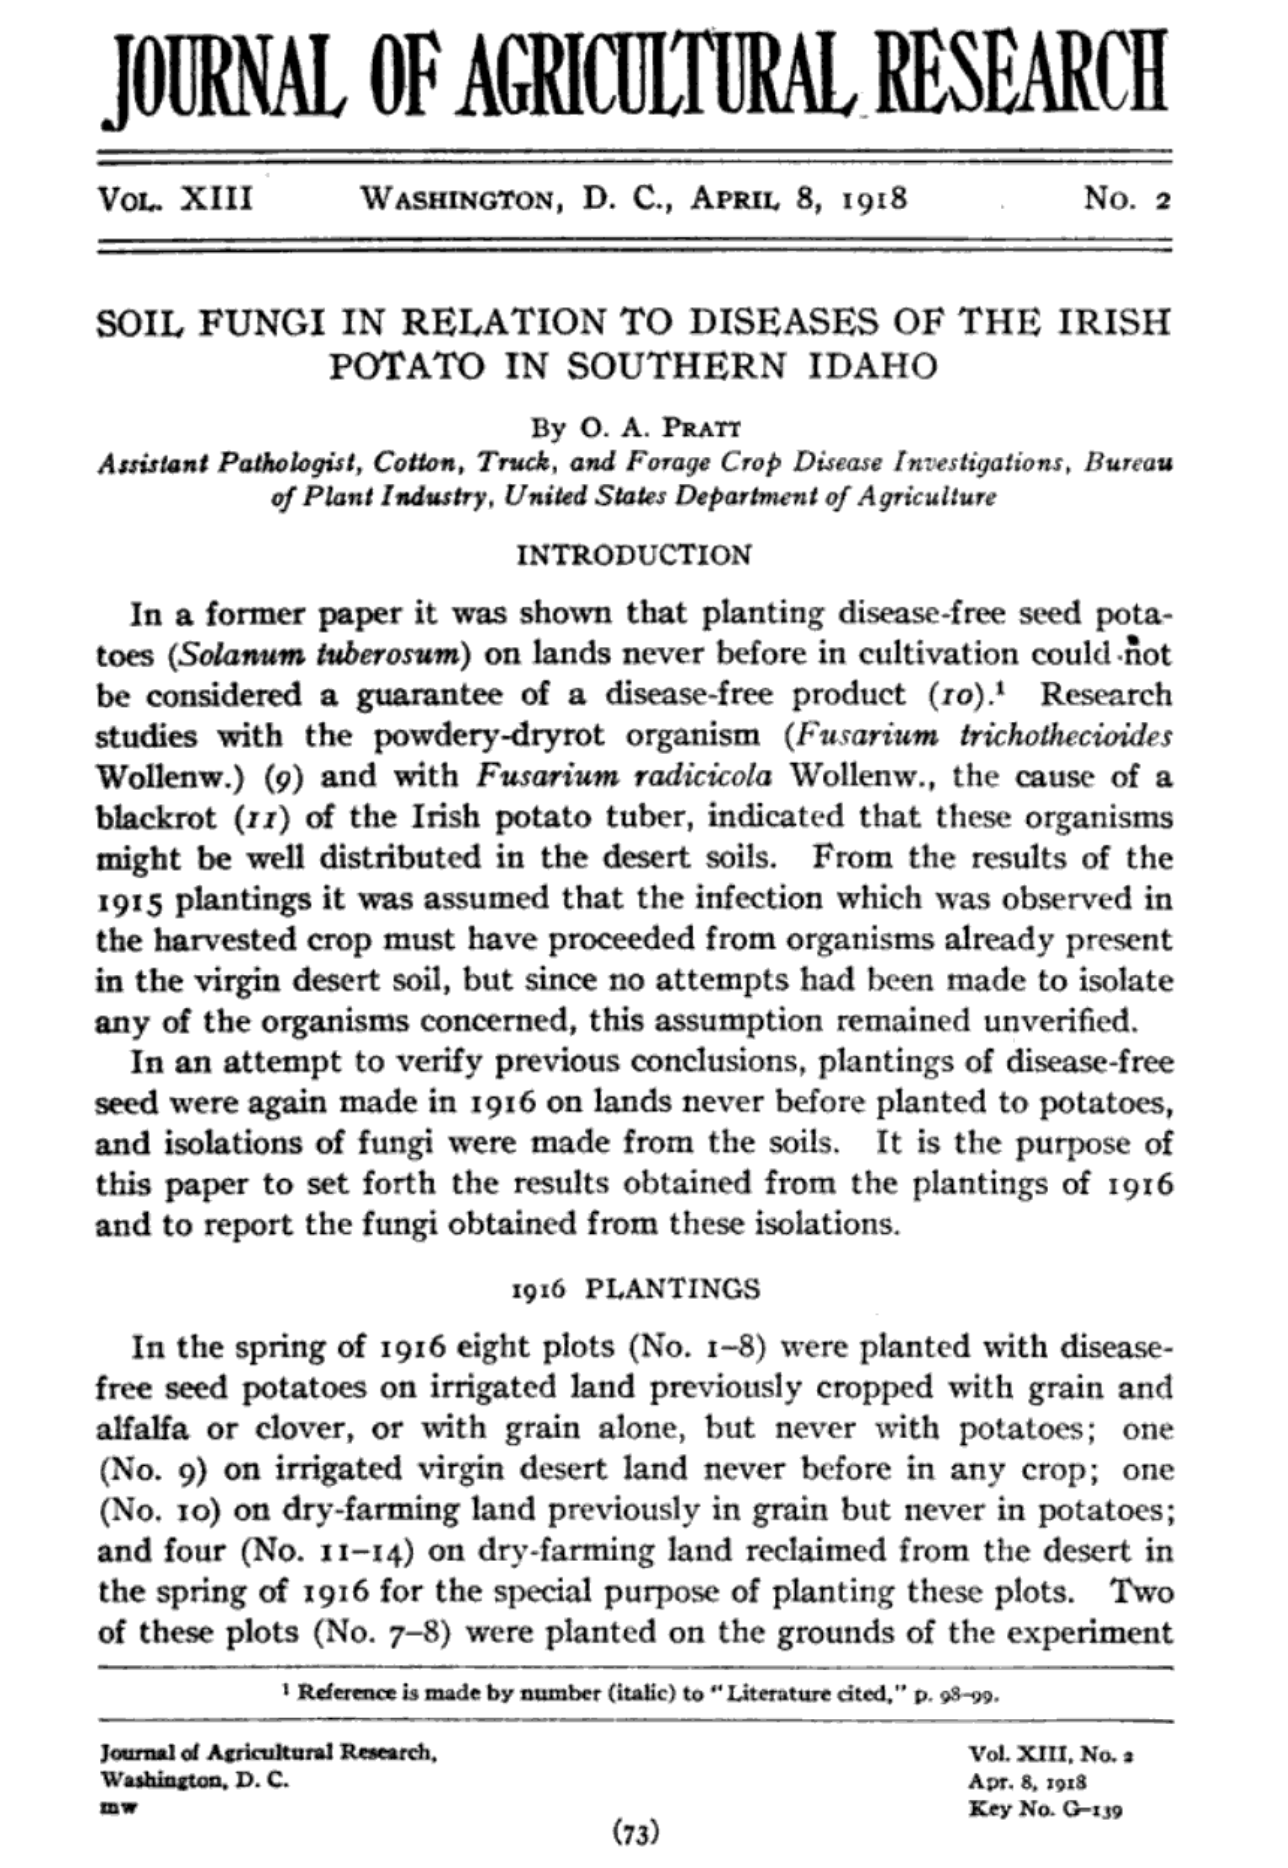 JOURNAL OF AGRICULTURAL RESEARCH
VOL. XIII WASHINGTON, D. C., APRIL 8, 1918 No. 2
SOIL FUNGI IN RELATION TO DISEASES OF THE IRISH
POTATO IN SOUTHERN IDAHO
By O. A. PRATT
Assistant Pathologist, Cotton, Truck, and Forage Crop Disease Investigations, Bureau
of Plant Industry, United States Department of Agriculture
INTRODUCTION
In a former paper it was shown that planting disease-free seed pota-
toes (Solanum tuberosum) on lands never before in cultivation could not
be considered a guarantee of a disease-free product (10).¹ Research
studies with the powdery-dryrot organism (Fusarium trichothecioides
Wollenw.) (9) and with Fusarium radicicola Wollenw., the cause of a
blackrot (11) of the Irish potato tuber, indicated that these organisms
might be well distributed in the desert soils. From the results of the
1915 plantings it was assumed that the infection which was observed in
the harvested crop must have proceeded from organisms already present
in the virgin desert soil, but since no attempts had been made to isolate
any of the organisms concerned, this assumption remained unverified.
In an attempt to verify previous conclusions, plantings of disease-free
seed were again made in 1916 on lands never before planted to potatoes,
and isolations of fungi were made from the soils. It is the purpose of
this paper to set forth the results obtained from the plantings of 1916
and to report the fungi obtained from these isolations.
1916 PLANTINGS
In the spring of 1916 eight plots (No. 1–8) were planted with disease-
free seed potatoes on irrigated land previously cropped with grain and
alfalfa or clover, or with grain alone, but never with potatoes; one
(No. 9) on irrigated virgin desert land never before in any crop; one
(No. 10) on dry-farming land previously in grain but never in potatoes;
and four (No. 11–14) on dry-farming land reclaimed from the desert in
the spring of 1916 for the special purpose of planting these plots. Two
of these plots (No. 7–8) were planted on the grounds of the experiment
¹ Reference is made by number (italic) to "Literature cited," p. 98–99.
Journal of Agricultural Research, Vol. XIII, No. 2
Washington, D. C. Apr. 8, 1918
mw Key No. G–139
(73)